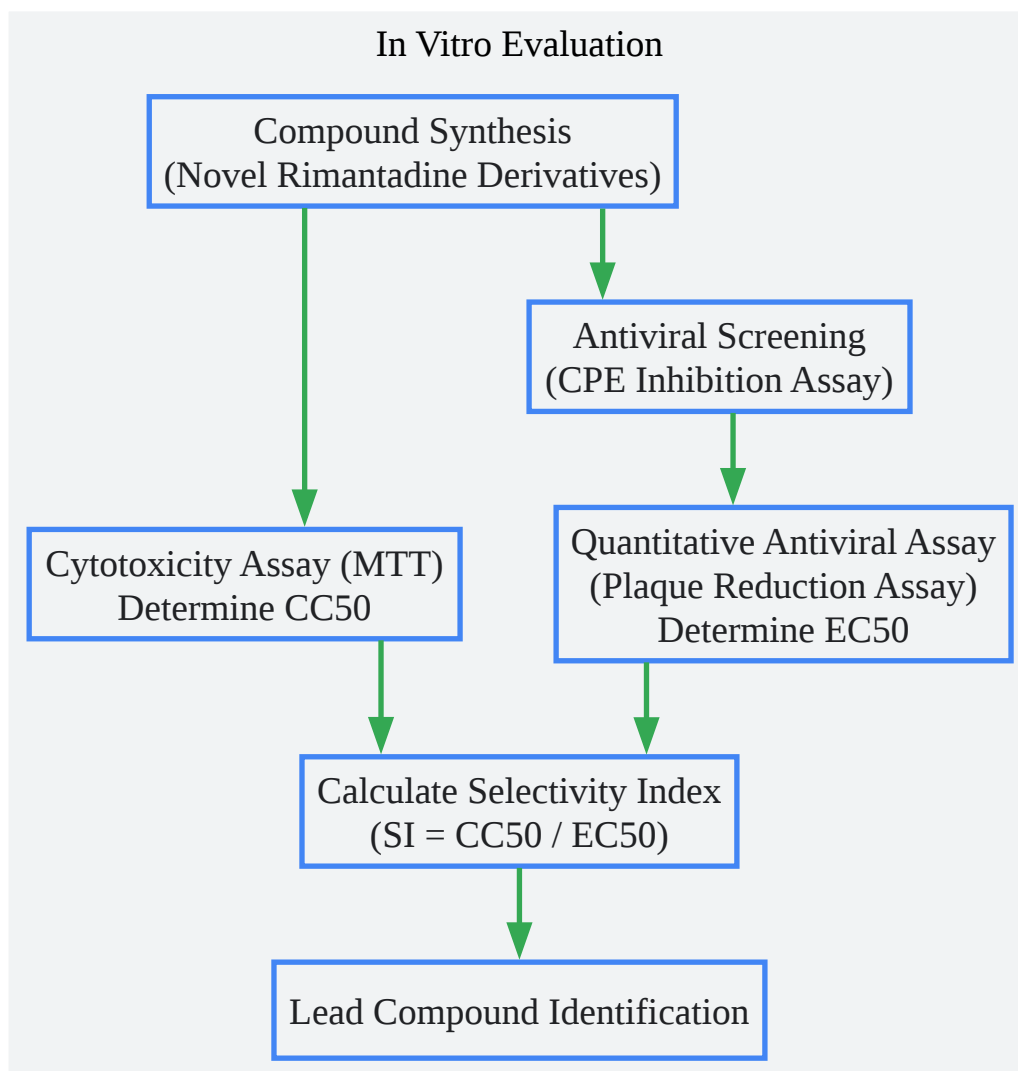 In Vitro Evaluation
Compound Synthesis
(Novel Rimantadine Derivatives)
Antiviral Screening
(CPE Inhibition Assay)
Cytotoxicity Assay (MTT)
Determine CC50
Quantitative Antiviral Assay
(Plaque Reduction Assay)
Determine EC50
Calculate Selectivity Index
(SI = CC50 / EC50)
Lead Compound Identification